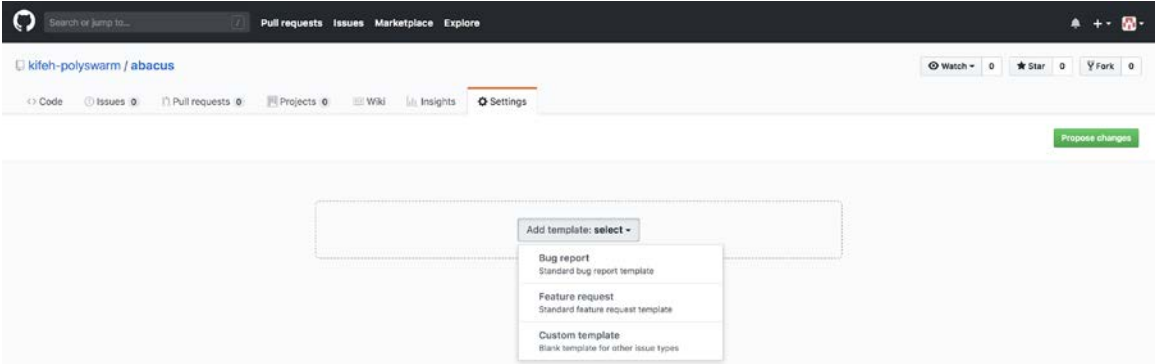 Search or jump to... /
Pull requests Issues Marketplace Explore
kifeh-polyswarm / abacus
Watch 0 Star 0 Fork 0
Code Issues 0 Pull requests 0 Projects 0 Wiki Insights Settings
Propose changes
Add template: select
Bug report
Standard bug report template
Feature request
Standard feature request template
Custom template
Blank template for other issue types